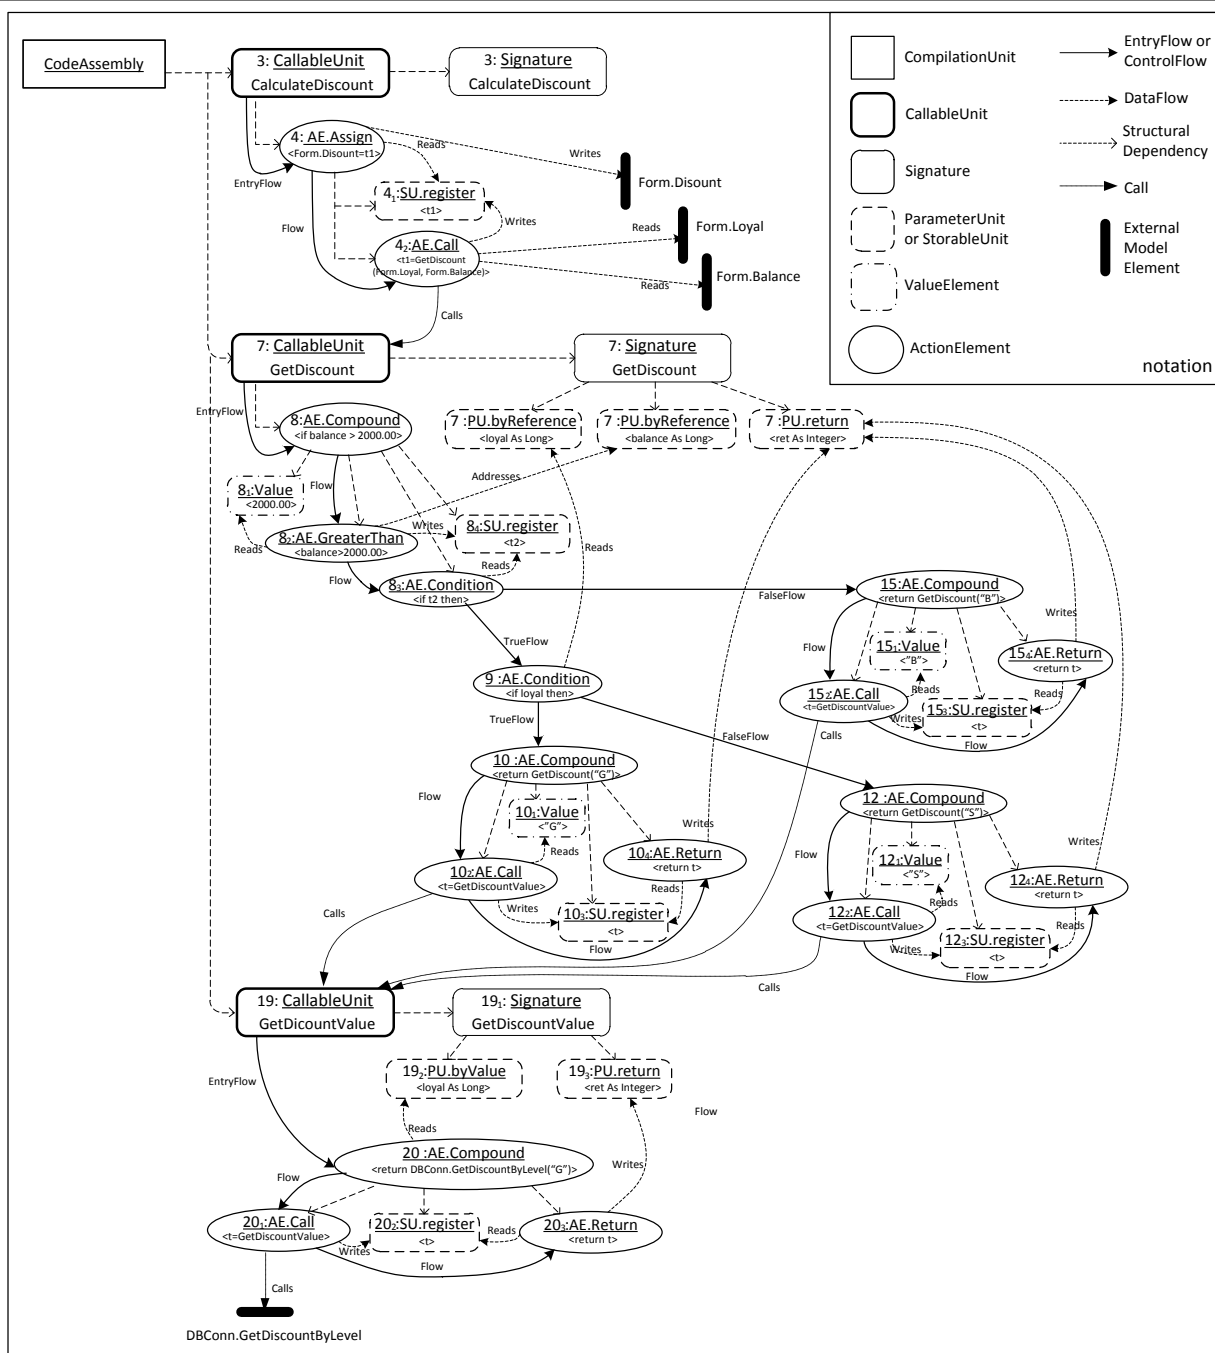 CodeAssembly
3: CallableUnit
CalculateDiscount
3: Signature
CalculateDiscount
4: AE.Assign
<Form.Disount=t1>
Reads
Writes
EntryFlow
Form.Disount
4₁:SU.register
<t1>
Flow
Writes
Reads
Form.Loyal
4₂:AE.Call
<t1=GetDiscount
(Form.Loyal, Form.Balance)>
Reads
Form.Balance
Calls
CompilationUnit
EntryFlow or
ControlFlow
DataFlow
CallableUnit
Structural
Dependency
Signature
Call
ParameterUnit
or StorableUnit
External
Model
Element
ValueElement
ActionElement
notation
7: CallableUnit
GetDiscount
7: Signature
GetDiscount
EntryFlow
8:AE.Compound
<if balance > 2000.00>
7 :PU.byReference
<loyal As Long>
7 :PU.byReference
<balance As Long>
7 :PU.return
<ret As Integer>
8₁:Value
<2000.00>
Flow
Addresses
8₂:AE.GreaterThan
<balance>2000.00>
Reads
Writes
8₄:SU.register
<t2>
Reads
Reads
Flow
8₃:AE.Condition
<if t2 then>
FalseFlow
15:AE.Compound
<return GetDiscount("B")>
Writes
TrueFlow
Flow
15₁:Value
<"B">
15₄:AE.Return
<return t>
9 :AE.Condition
<if loyal then>
15₂:AE.Call
<t=GetDiscountValue>
Reads
Reads
15₃:SU.register
<t>
Writes
Flow
TrueFlow
FalseFlow
Calls
10 :AE.Compound
<return GetDiscount("G")>
Flow
10₁:Value
<"G">
Writes
12 :AE.Compound
<return GetDiscount("S")>
Reads
10₄:AE.Return
<return t>
Writes
10₂:AE.Call
<t=GetDiscountValue>
Reads
Flow
12₁:Value
<"S">
12₄:AE.Return
<return t>
Writes
10₃:SU.register
<t>
Reads
12₂:AE.Call
<t=GetDiscountValue>
Reads
Calls
Flow
Writes
12₃:SU.register
<t>
Flow
Calls
19: CallableUnit
GetDicountValue
19₁: Signature
GetDiscountValue
EntryFlow
19₂:PU.byValue
<loyal As Long>
19₃:PU.return
<ret As Integer>
Flow
Reads
20 :AE.Compound
<return DBConn.GetDiscountByLevel("G")>
Writes
Flow
20₁:AE.Call
<t=GetDiscountValue>
20₂:SU.register
<t>
Reads
20₃:AE.Return
<return t>
Writes
Flow
Calls
DBConn.GetDiscountByLevel